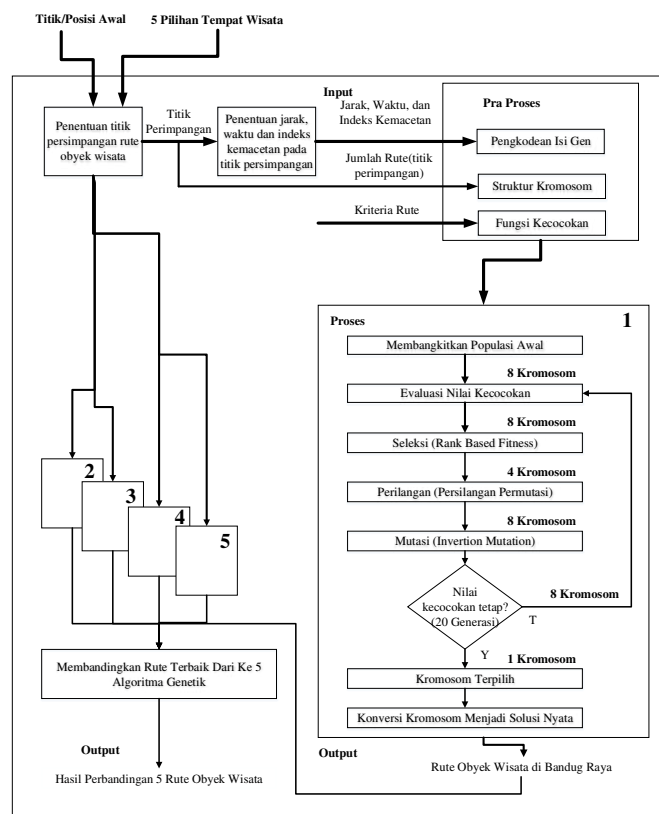 Titik/Posisi Awal
5 Pilihan Tempat Wisata
Penentuan titik
persimpangan rute
obyek wisata
Titik
Perimpangan
Penentuan jarak,
waktu dan indeks
kemacetan pada
titik persimpangan
Input
Jarak, Waktu, dan
Indeks Kemacetan
Jumlah Rute(titik
perimpangan)
Kriteria Rute
Pra Proses
Pengkodean Isi Gen
Struktur Kromosom
Fungsi Kecocokan
Proses
1
Membangkitkan Populasi Awal
8 Kromosom
Evaluasi Nilai Kecocokan
8 Kromosom
Seleksi (Rank Based Fitness)
4 Kromosom
Perilangan (Persilangan Permutasi)
8 Kromosom
Mutasi (Invertion Mutation)
Nilai
kecocokan tetap?
(20 Generasi)
8 Kromosom
T
Y
1 Kromosom
Kromosom Terpilih
Konversi Kromosom Menjadi Solusi Nyata
2
3
4
5
Membandingkan Rute Terbaik Dari Ke 5
Algoritma Genetik
Output
Hasil Perbandingan 5 Rute Obyek Wisata
Output
Rute Obyek Wisata di Bandug Raya